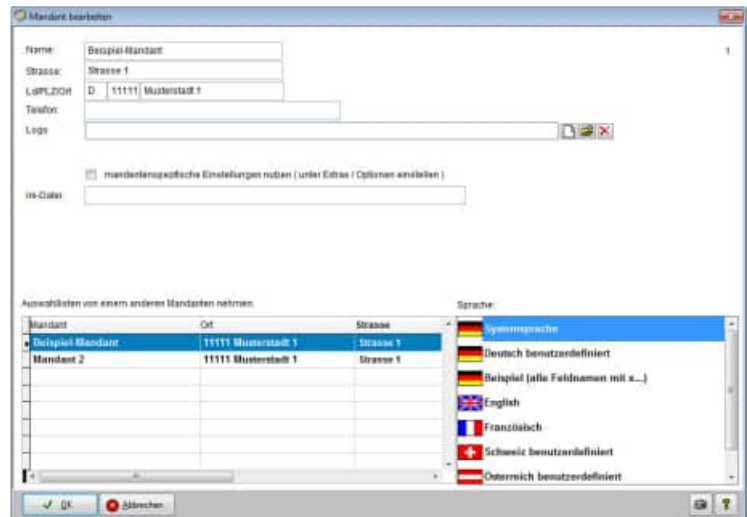 Mandant bearbeiten
Name: Beispiel-Mandant 1
Strasse: Strasse 1
Ld/PLZ/Ort D 11111 Musterstadt 1
Telefon:
Logo
mandantenspezifische Einstellungen nutzen ( unter Extras / Optionen einstellen )
Ini-Datei:
Auswahllisten von einem anderen Mandanten nehmen: Sprache:
Mandant Ort Strasse
Beispiel-Mandant 11111 Musterstadt 1 Strasse 1
Mandant 2 11111 Musterstadt 1 Strasse 1
Systemsprache
Deutsch benutzerdefiniert
Beispiel (alle Feldnamen mit x...)
English
Französisch
Schweiz benutzerdefiniert
Österreich benutzerdefiniert
OK Abbrechen ?